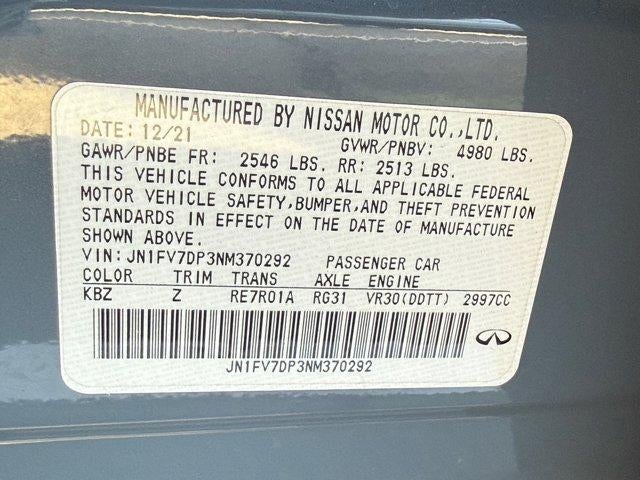 MANUFACTURED BY NISSAN MOTOR CO.,LTD.
DATE: 12/21 GVWR/PNBV: 4980 LBS.
GAWR/PNBE FR: 2546 LBS. RR: 2513 LBS.
THIS VEHICLE CONFORMS TO ALL APPLICABLE FEDERAL
MOTOR VEHICLE SAFETY,BUMPER,AND THEFT PREVENTION
STANDARDS IN EFFECT ON THE DATE OF MANUFACTURE
SHOWN ABOVE.
VIN:JN1FV7DP3NM370292 PASSENGER CAR
COLOR TRIM TRANS AXLE ENGINE
KBZ Z RE7R01A RG31 VR30(DDTT) 2997CC
JN1FV7DP3NM370292